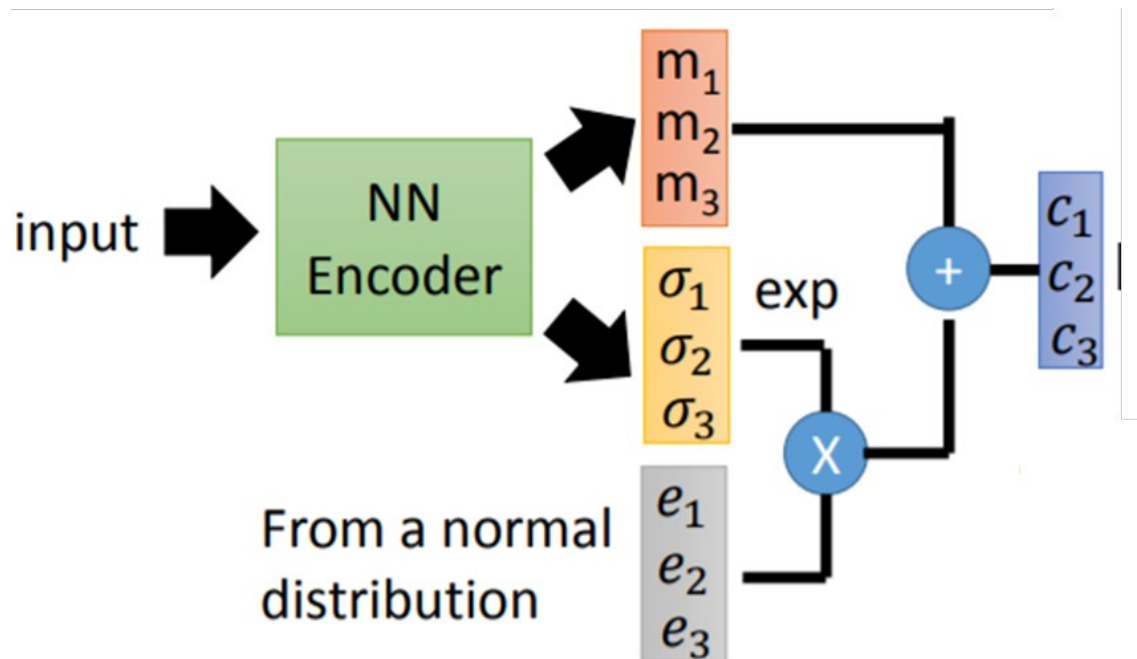 input
NN
Encoder
m₁
m₂
m₃
σ₁
σ₂
σ₃
exp
From a normal
distribution
e₁
e₂
e₃
X
+
c₁
c₂
c₃